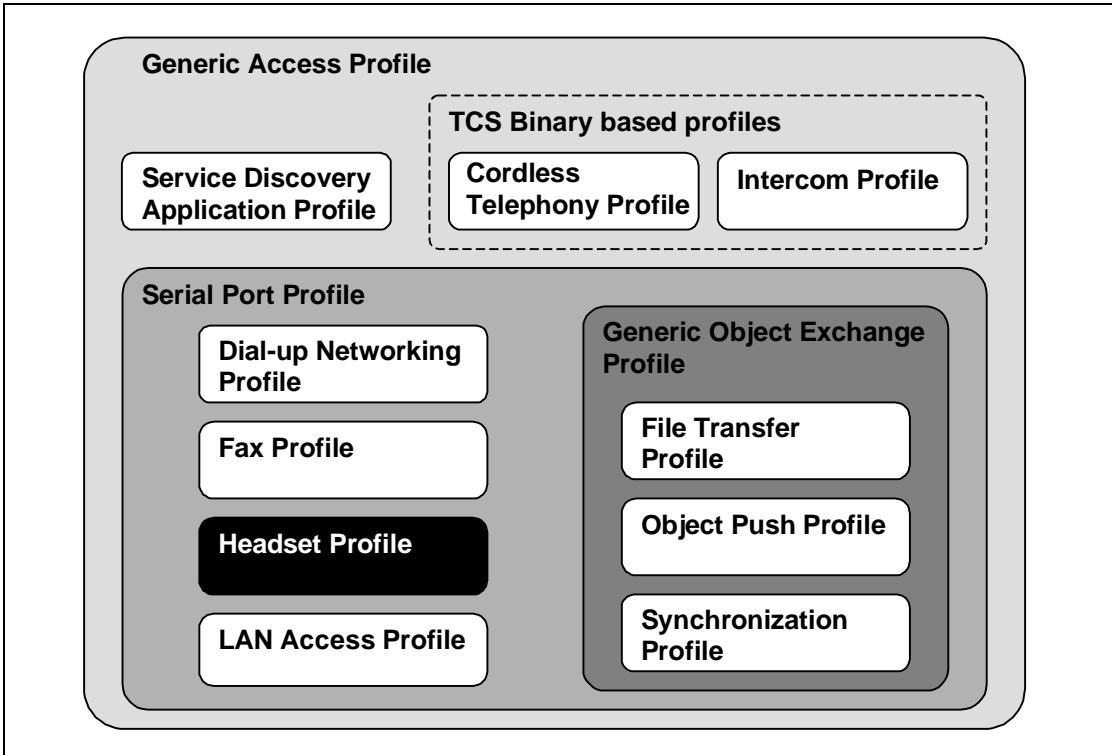 Generic Access Profile
TCS Binary based profiles
Service Discovery
Application Profile
Cordless
Telephony Profile
Intercom Profile
Serial Port Profile
Dial-up Networking
Profile
Fax Profile
Headset Profile
LAN Access Profile
Generic Object Exchange
Profile
File Transfer
Profile
Object Push Profile
Synchronization
Profile